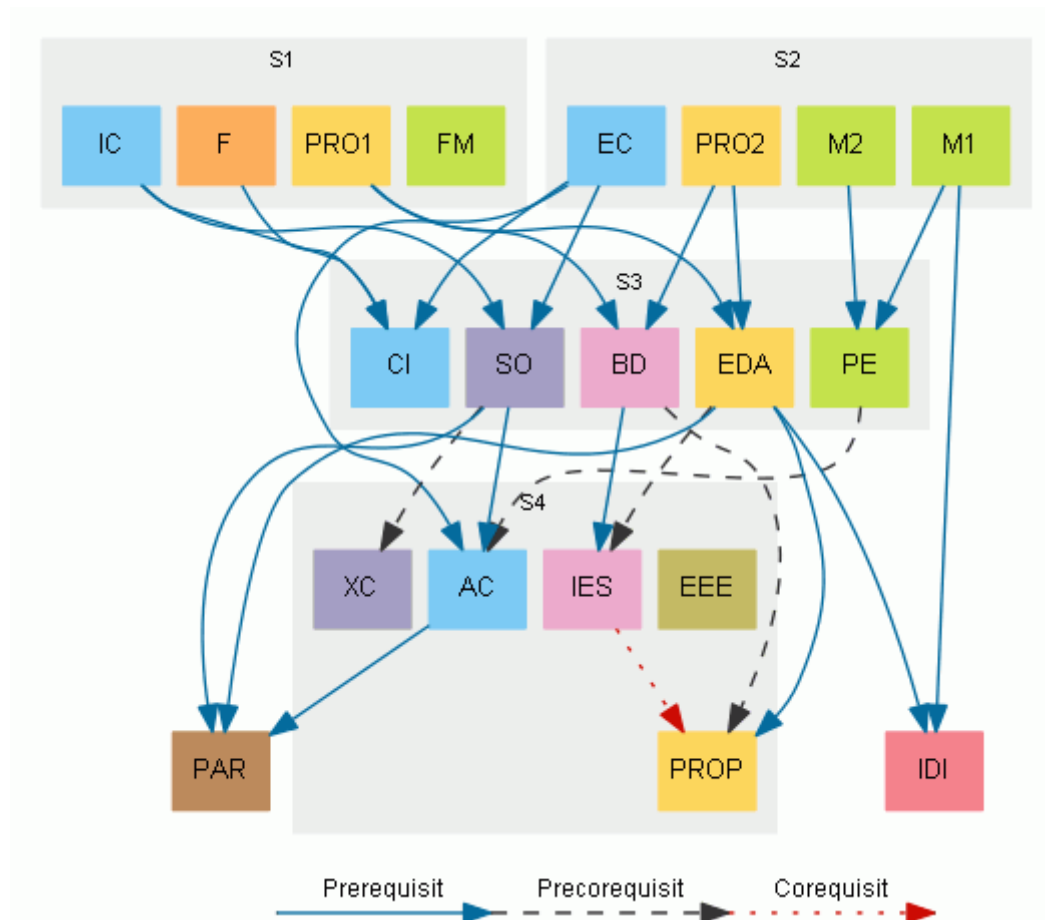 S1
S2
IC
F
PRO1
FM
EC
PRO2
M2
M1
S3
CI
SO
BD
EDA
PE
S4
XC
AC
IES
EEE
PAR
PROP
IDI
Prerequisit
Precorequisit
Corequisit